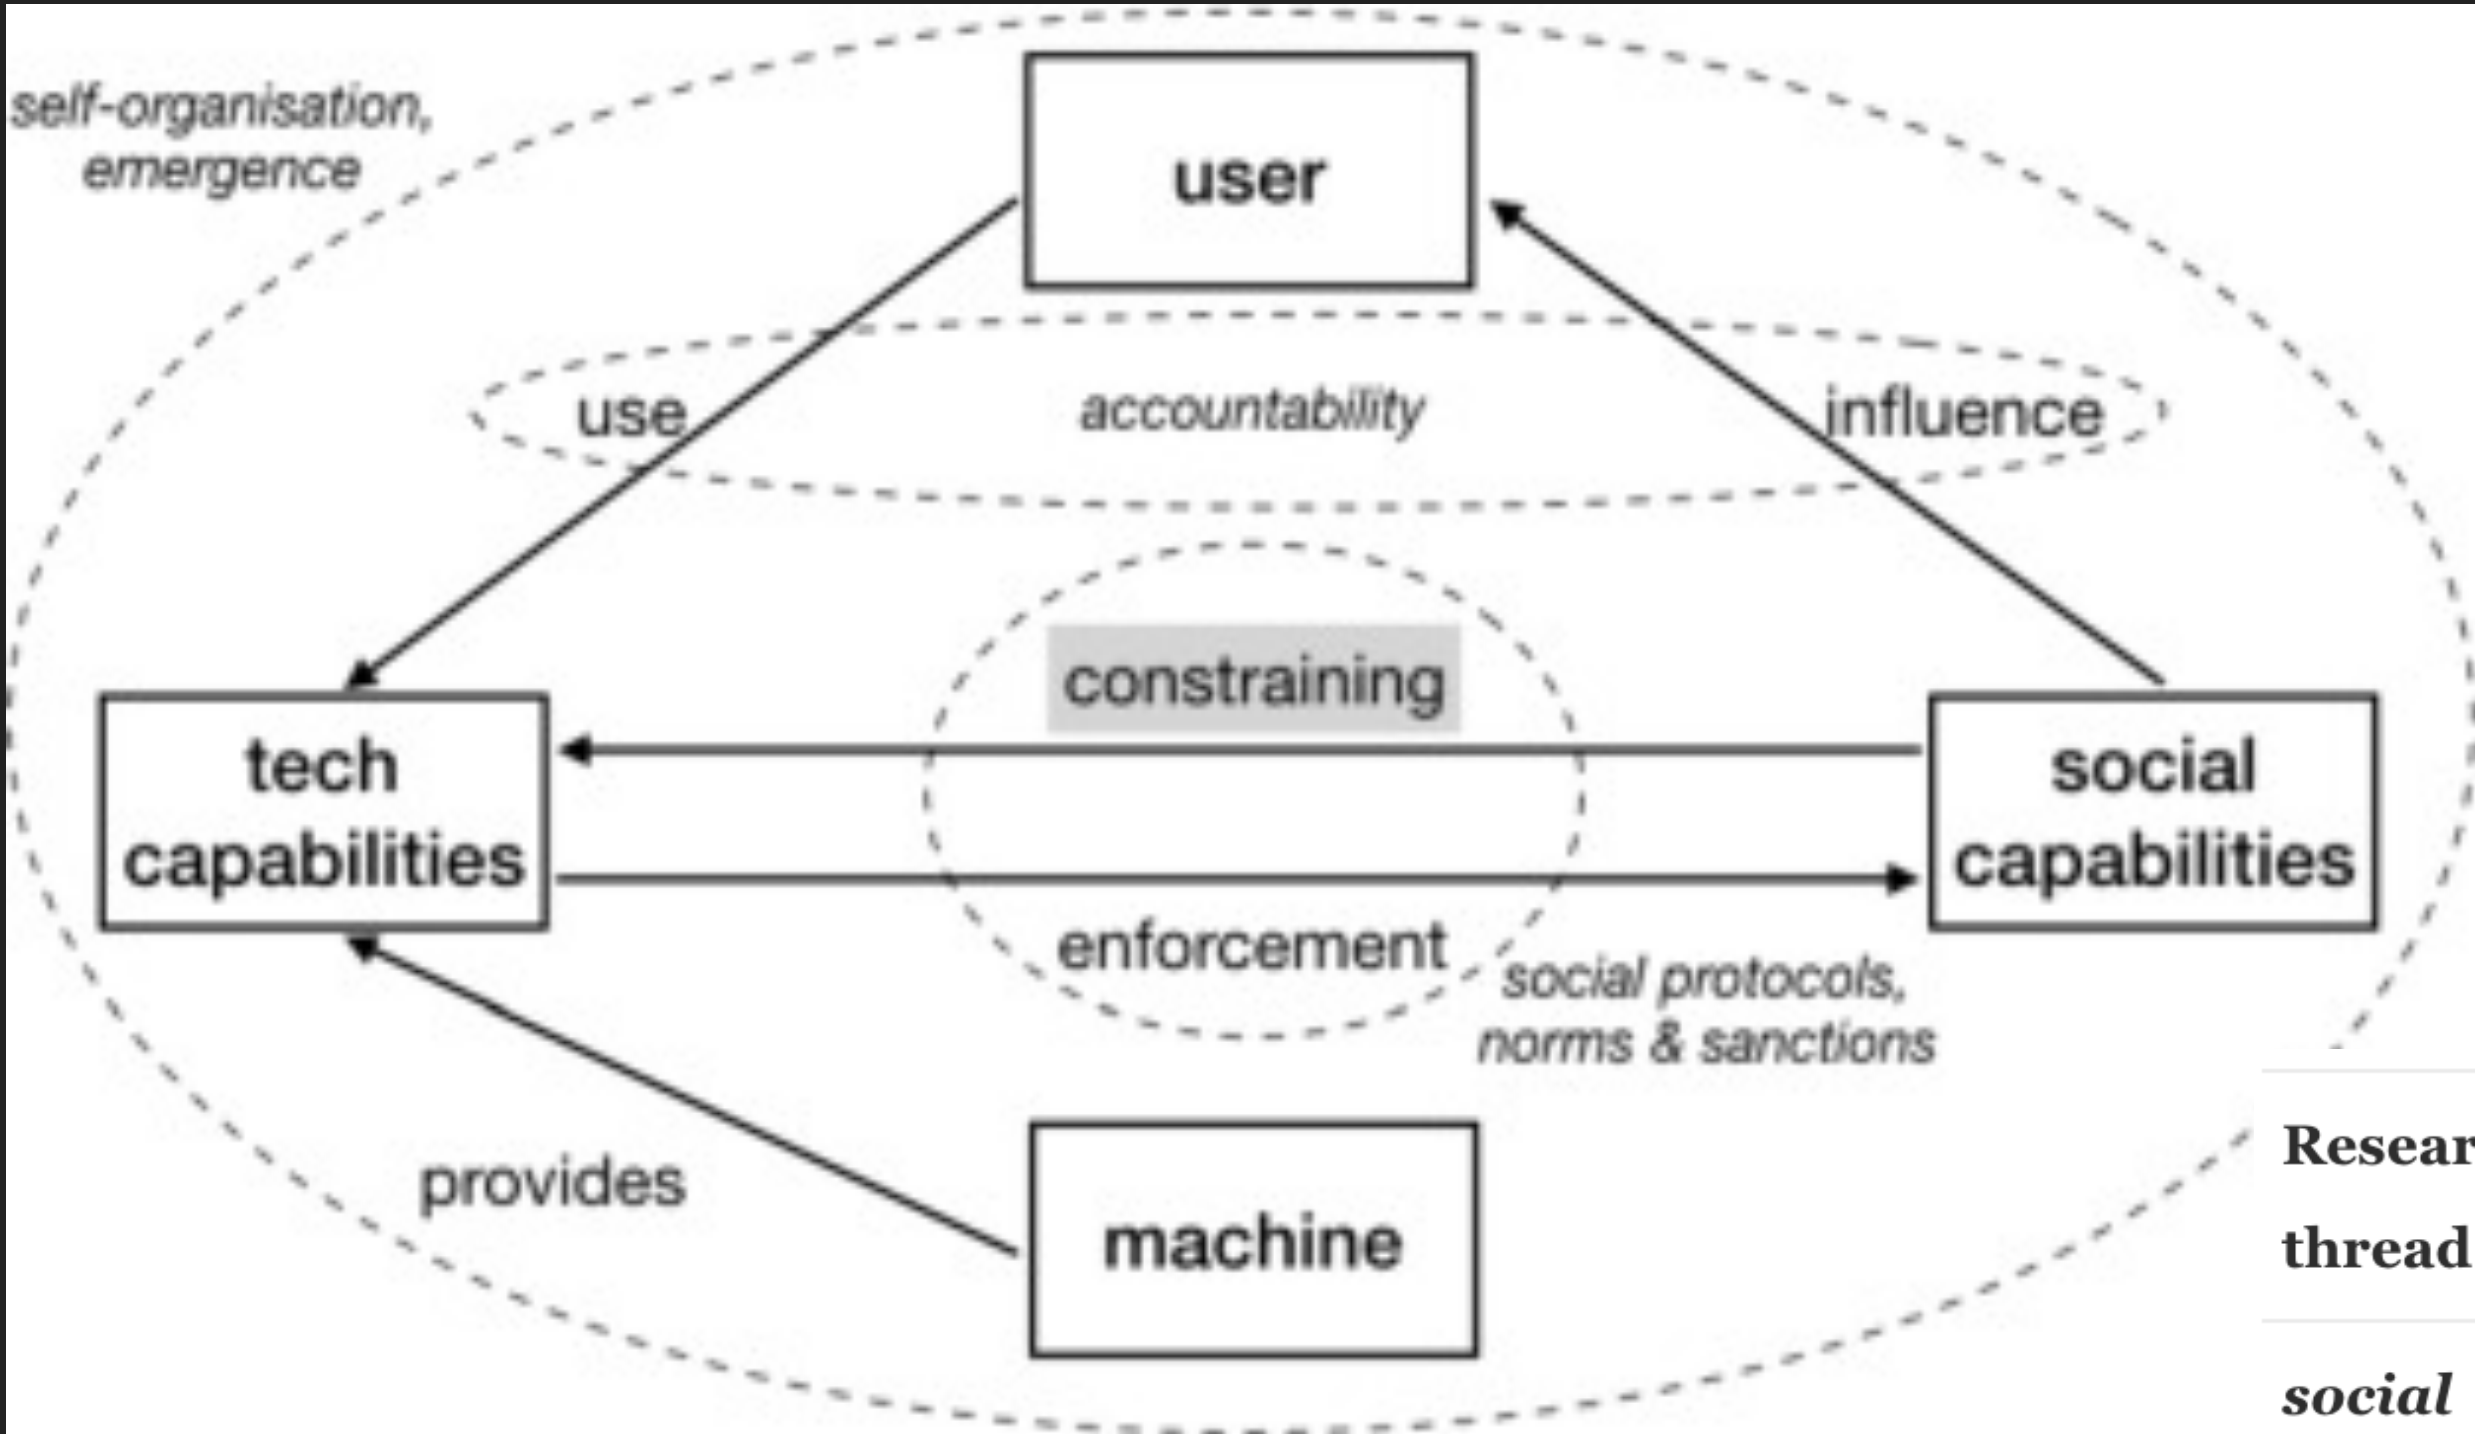 self-organisation,
emergence
user
use
accountability
influence
constraining
tech
capabilities
social
capabilities
enforcement
social protocols,
norms & sanctions
provides
machine
Resear
thread
social